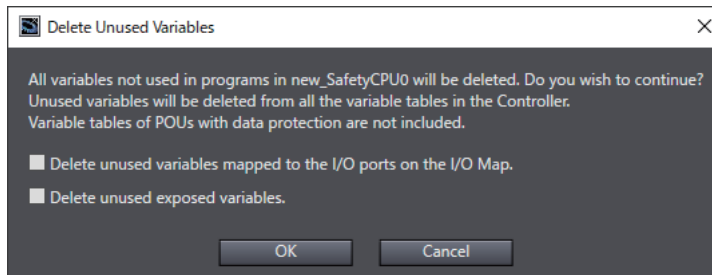 Delete Unused Variables
All variables not used in programs in new_SafetyCPU0 will be deleted. Do you wish to continue?
Unused variables will be deleted from all the variable tables in the Controller.
Variable tables of POUs with data protection are not included.
Delete unused variables mapped to the I/O ports on the I/O Map.
Delete unused exposed variables.
OK Cancel